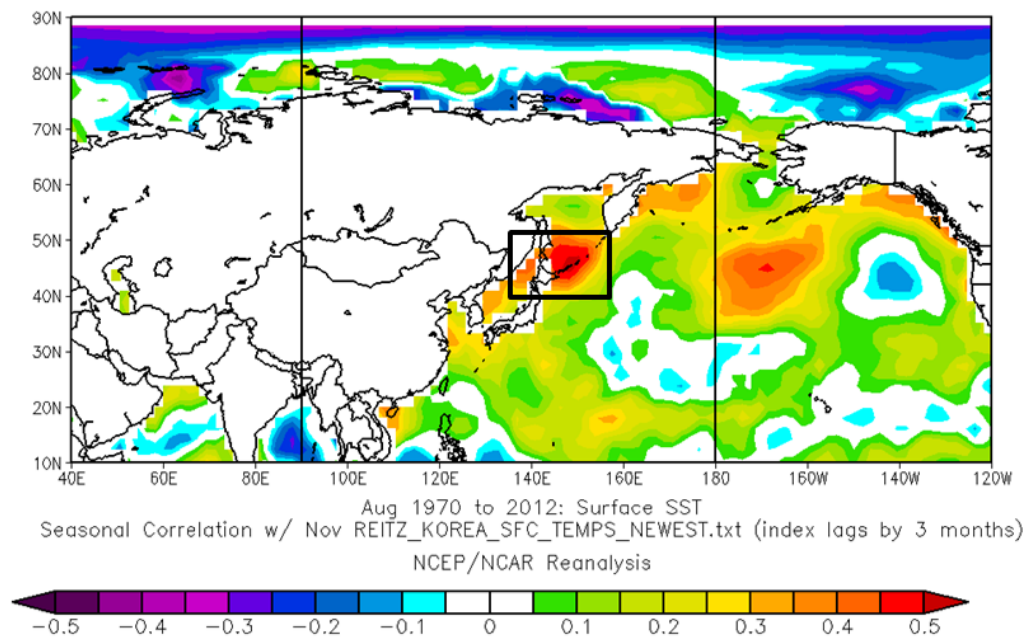 90N
80N
70N
60N
50N
40N
30N
20N
10N
40E 60E 80E 100E 120E 140E 160E 180 160W 140W 120W
Aug 1970 to 2012: Surface SST
Seasonal Correlation w/ Nov REITZ_KOREA_SFC_TEMPS_NEWEST.txt (index lags by 3 months)
NCEP/NCAR Reanalysis
-0.5 -0.4 -0.3 -0.2 -0.1 0 0.1 0.2 0.3 0.4 0.5